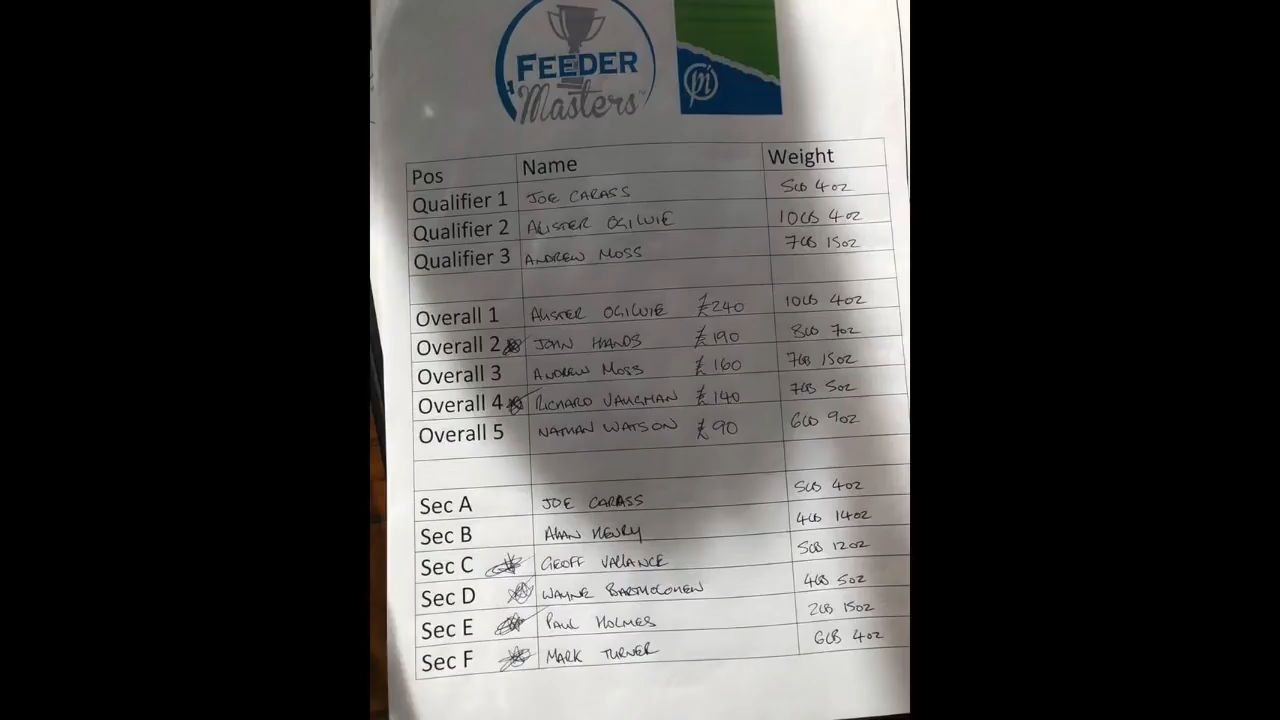 FEEDER
Masters™
Pi
Pos Name Weight
Qualifier 1 JOE CARASS 5LB 4OZ
Qualifier 2 ALISTER OGILVIE 10LB 4OZ
Qualifier 3 ANDREW MOSS 7LB 15OZ
Overall 1 ALISTER OGILVIE £240 10LB 4OZ
Overall 2 JOHN HANDS £190 8LB 7OZ
Overall 3 ANDREW MOSS £160 7LB 15OZ
Overall 4 RICHARD VAUGHAN £140 7LB 5OZ
Overall 5 NATHAN WATSON £90 6LB 9OZ
Sec A JOE CARASS 5LB 4OZ
Sec B ALAN HENRY 4LB 14OZ
Sec C GEOFF VALLANCE 5LB 12OZ
Sec D WAYNE BARTHOLOMEW 4LB 5OZ
Sec E PAUL HOLMES 2LB 15OZ
Sec F MARK TURNER 6LB 4OZ